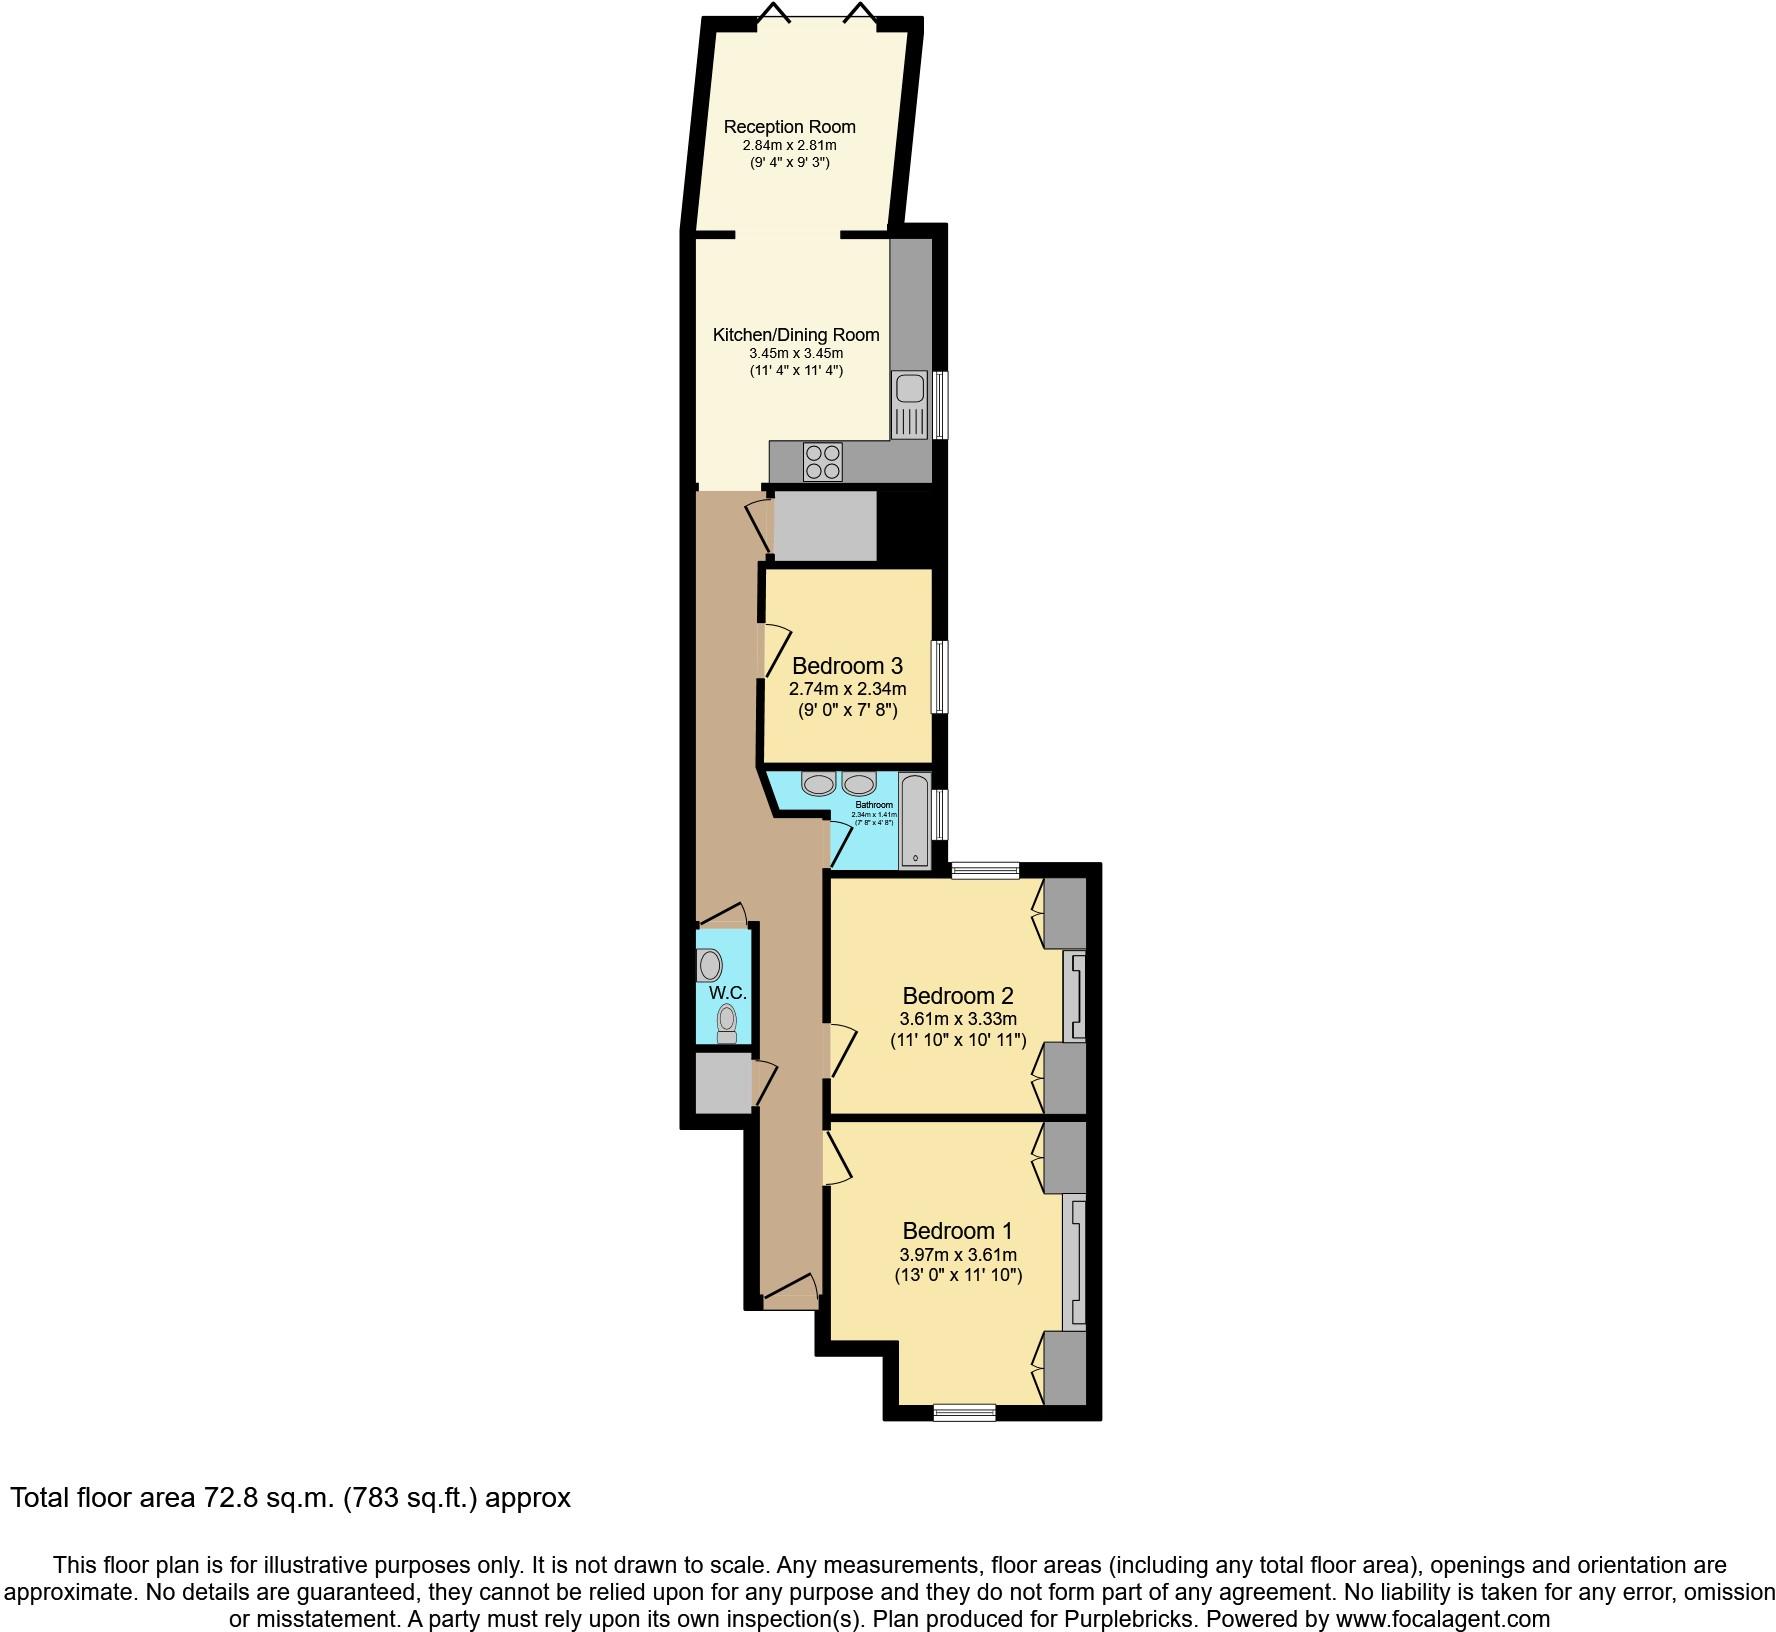 Reception Room
2.84m x 2.81m
(9' 4" x 9' 3")
Kitchen/Dining Room
3.45m x 3.45m
(11' 4" x 11' 4")
Bedroom 3
2.74m x 2.34m
(9' 0" x 7' 8")
Bathroom
2.34m x 1.41m
(7' 8" x 4' 8")
W.C.
Bedroom 2
3.61m x 3.33m
(11' 10" x 10' 11")
Bedroom 1
3.97m x 3.61m
(13' 0" x 11' 10")
Total floor area 72.8 sq.m. (783 sq.ft.) approx
This floor plan is for illustrative purposes only. It is not drawn to scale. Any measurements, floor areas (including any total floor area), openings and orientation are
approximate. No details are guaranteed, they cannot be relied upon for any purpose and they do not form part of any agreement. No liability is taken for any error, omission
or misstatement. A party must rely upon its own inspection(s). Plan produced for Purplebricks. Powered by www.focalagent.com